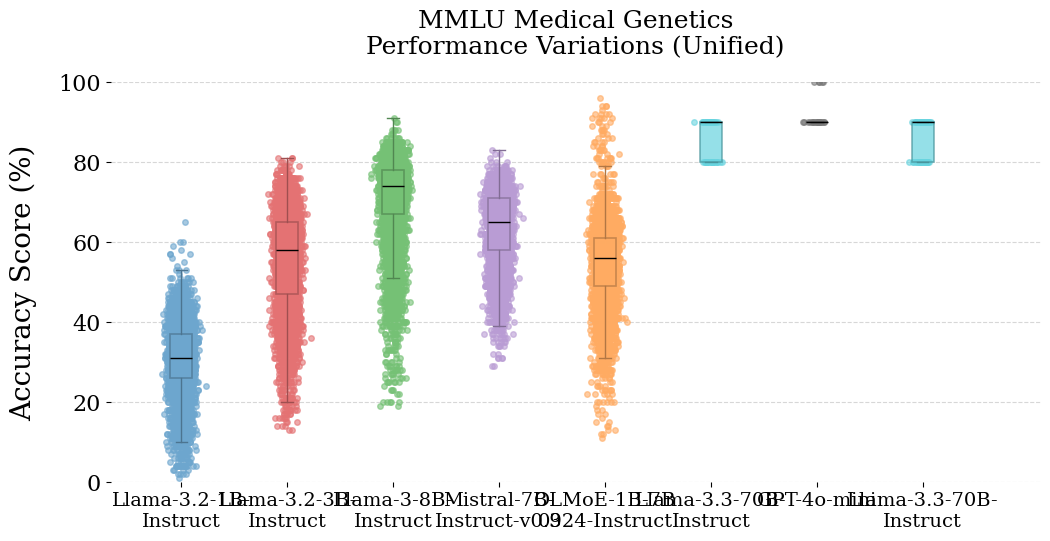 MMLU Medical Genetics
Performance Variations (Unified)
Accuracy Score (%)
100
80
60
40
20
0
Llama-3.2-1B-
Instruct
Llama-3.2-3B-
Instruct
Llama-3-8B-
Instruct
Mistral-7B-
Instruct-v0.3
OLMoE-1B-7B-
0924-Instruct
Llama-3.3-70B-
Instruct
GPT-4o-mini
Llama-3.3-70B-
Instruct